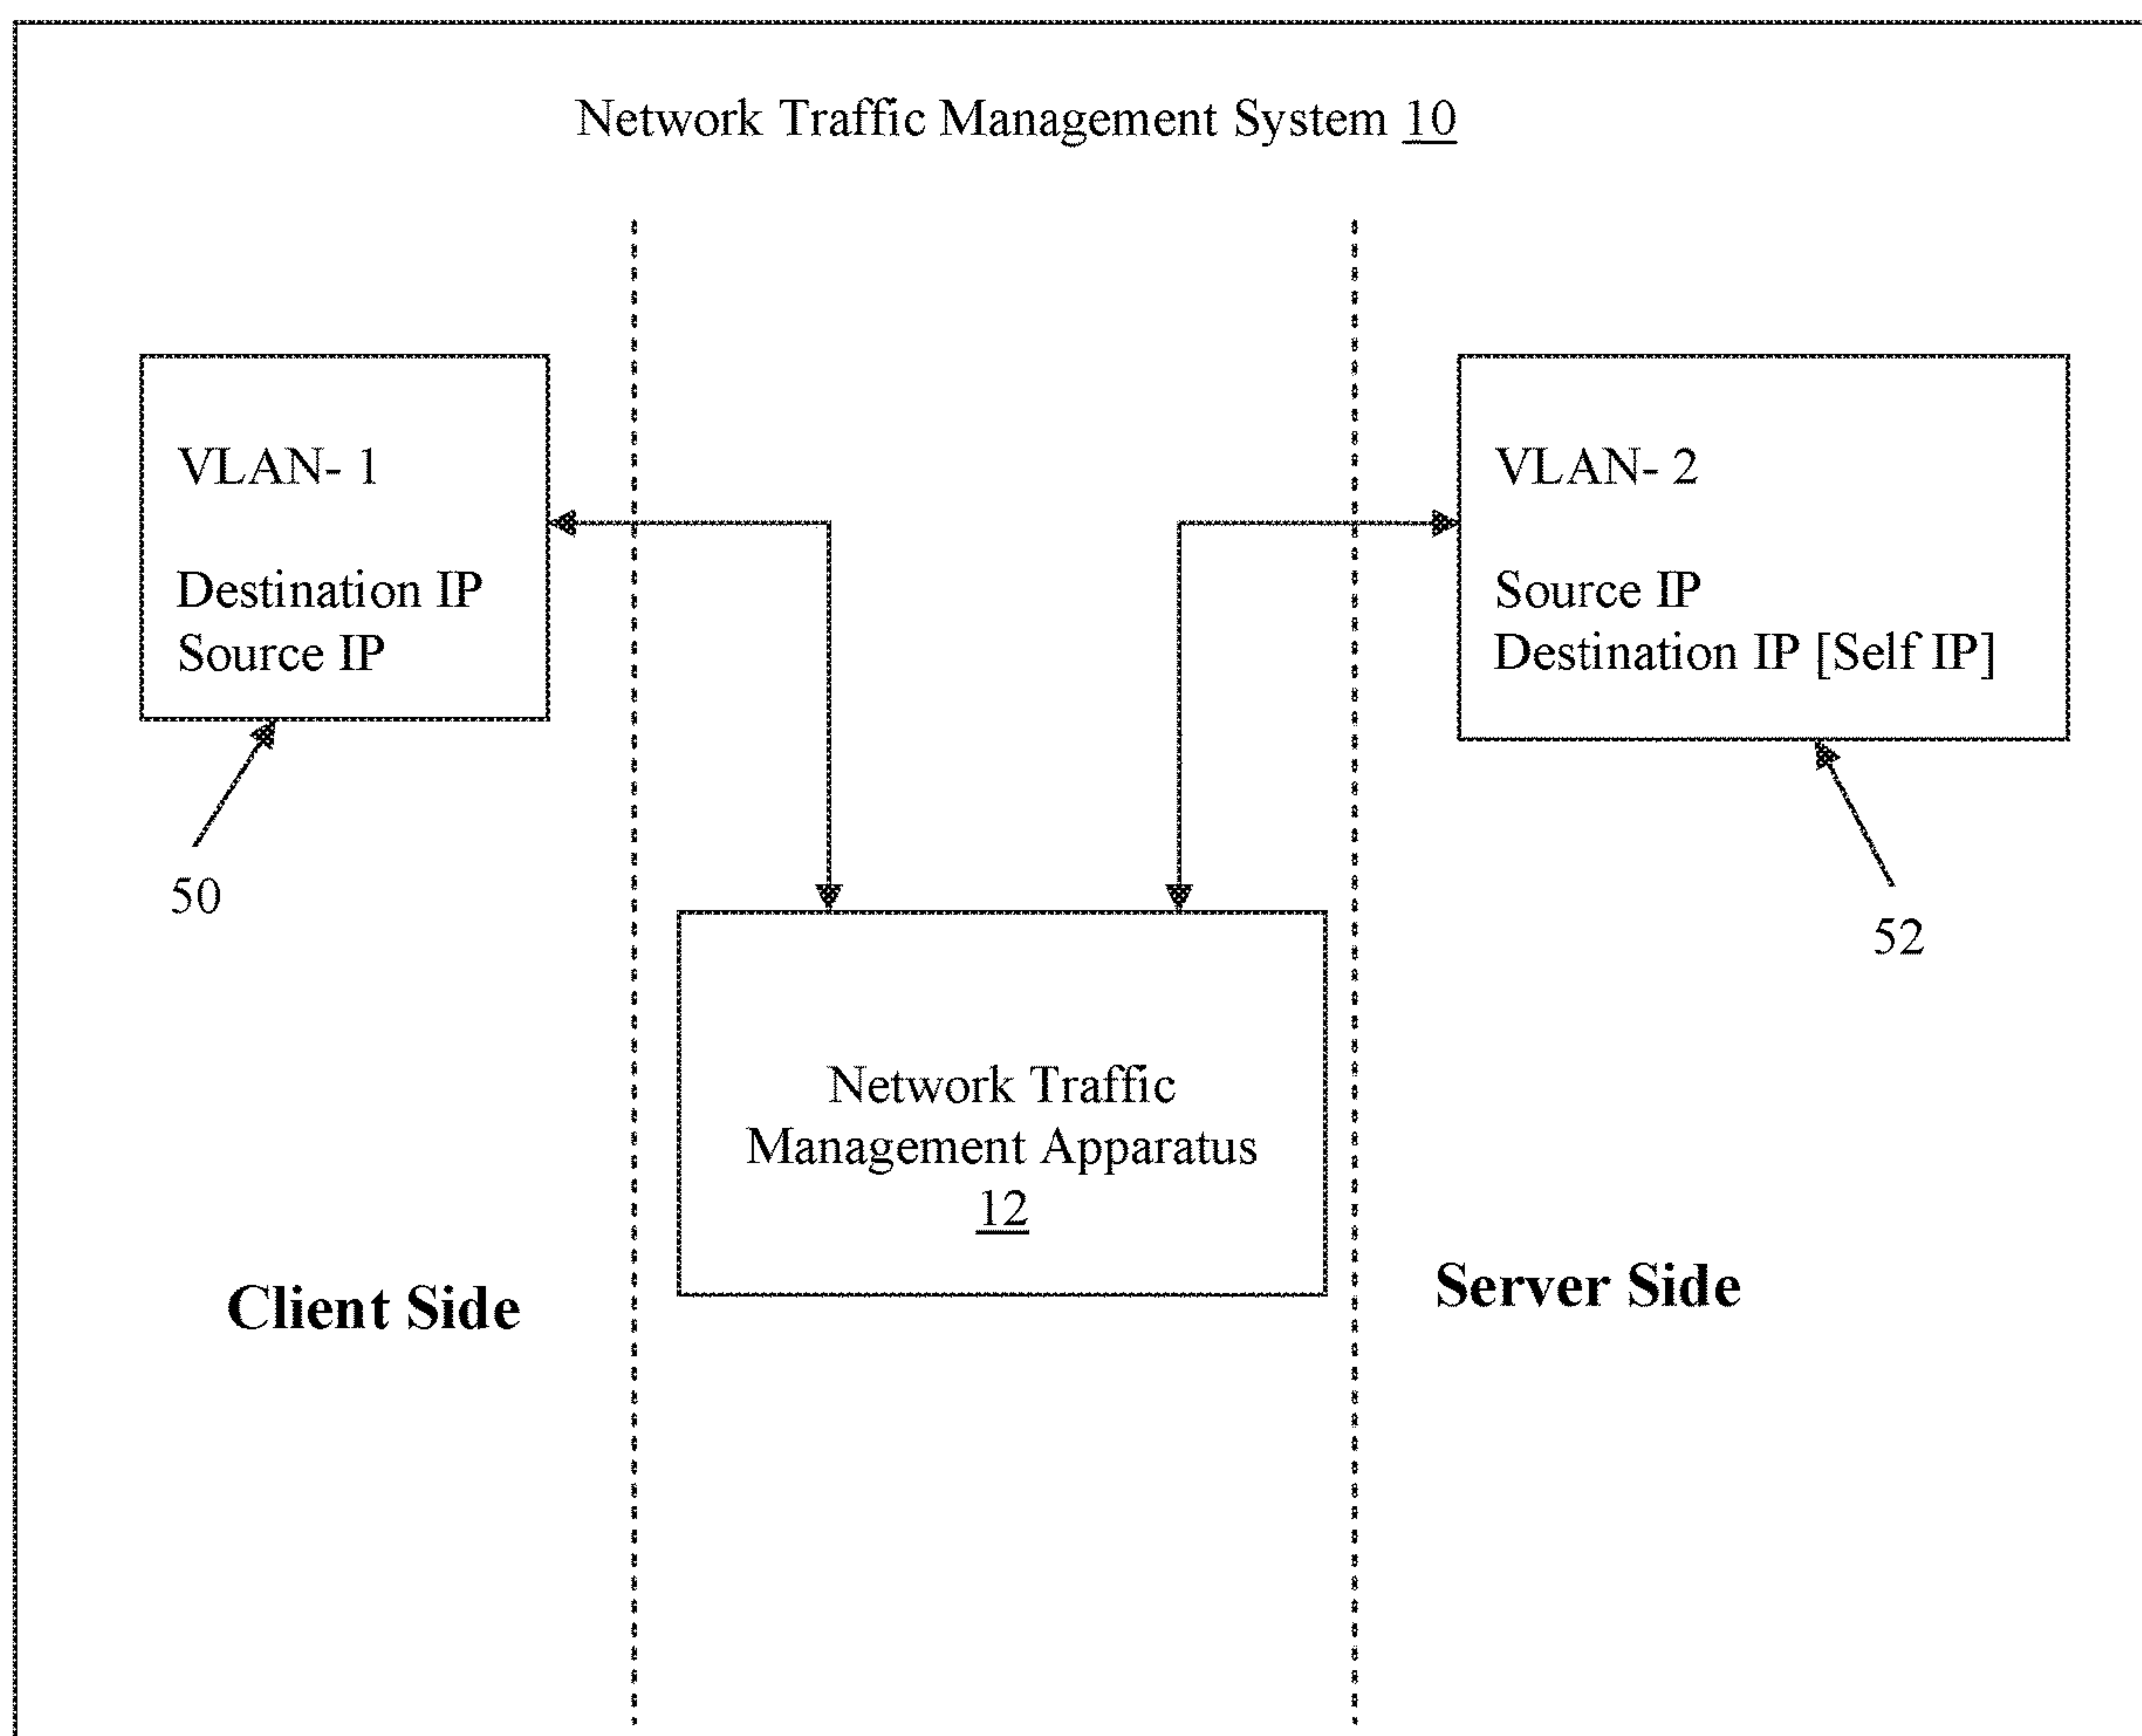 Network Traffic Management System 10
VLAN- 1
Destination IP
Source IP
50
VLAN- 2
Source IP
Destination IP [Self IP]
52
Network Traffic
Management Apparatus
12
Client Side
Server Side